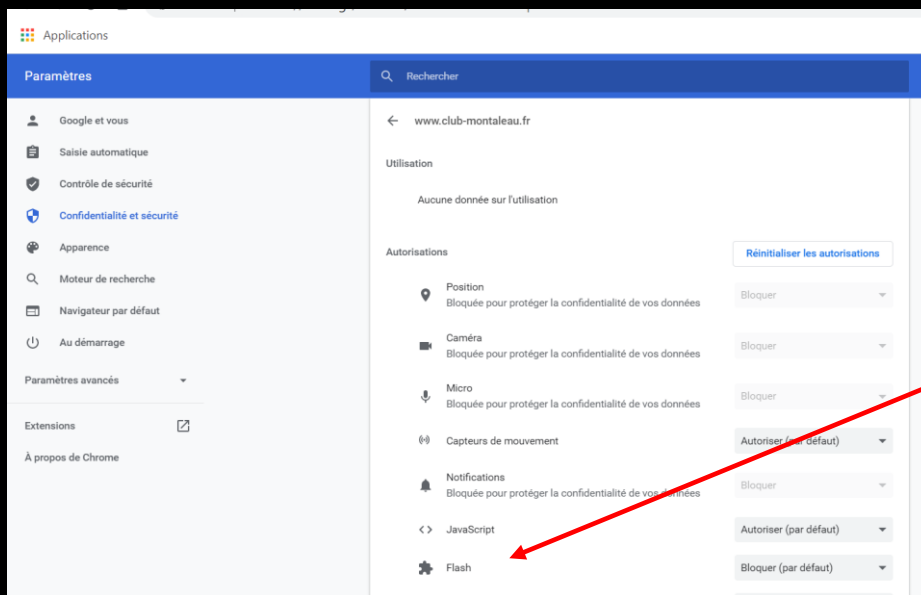 Applications
Paramètres
Rechercher
Google et vous
Saisie automatique
Contrôle de sécurité
Confidentialité et sécurité
Apparence
Moteur de recherche
Navigateur par défaut
Au démarrage
Paramètres avancés
Extensions
À propos de Chrome
www.club-montaleau.fr
Utilisation
Aucune donnée sur l'utilisation
Autorisations
Réinitialiser les autorisations
Position
Bloquée pour protéger la confidentialité de vos données
Bloquer
Caméra
Bloquée pour protéger la confidentialité de vos données
Bloquer
Micro
Bloquée pour protéger la confidentialité de vos données
Bloquer
Capteurs de mouvement
Autoriser (par défaut)
Notifications
Bloquée pour protéger la confidentialité de vos données
Bloquer
JavaScript
Autoriser (par défaut)
Flash
Bloquer (par défaut)